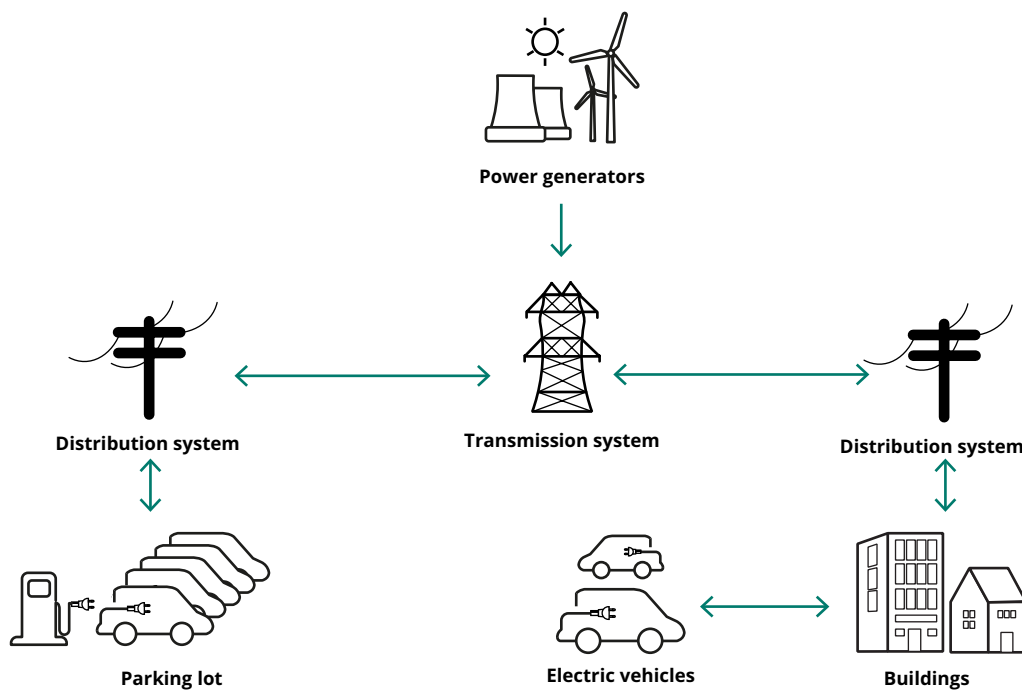 Power generators
Distribution system
Transmission system
Distribution system
Parking lot
Electric vehicles
Buildings